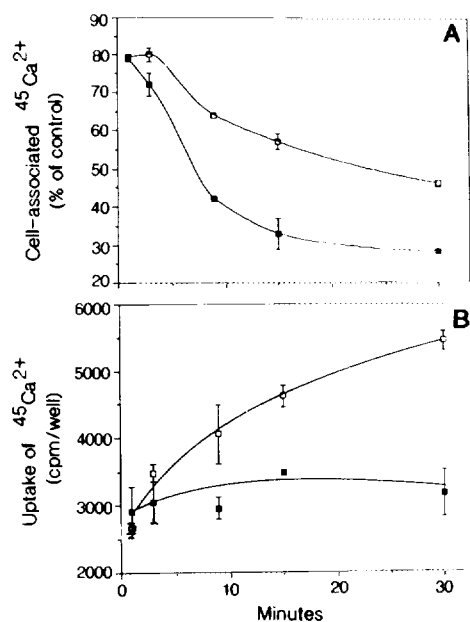 A
Cell-associated ⁴⁵Ca²⁺
(% of control)
90
80
70
60
50
40
30
20
B
Uptake of ⁴⁵Ca²⁺
(cpm/well)
6000
5000
4000
3000
2000
0
10
20
30
Minutes